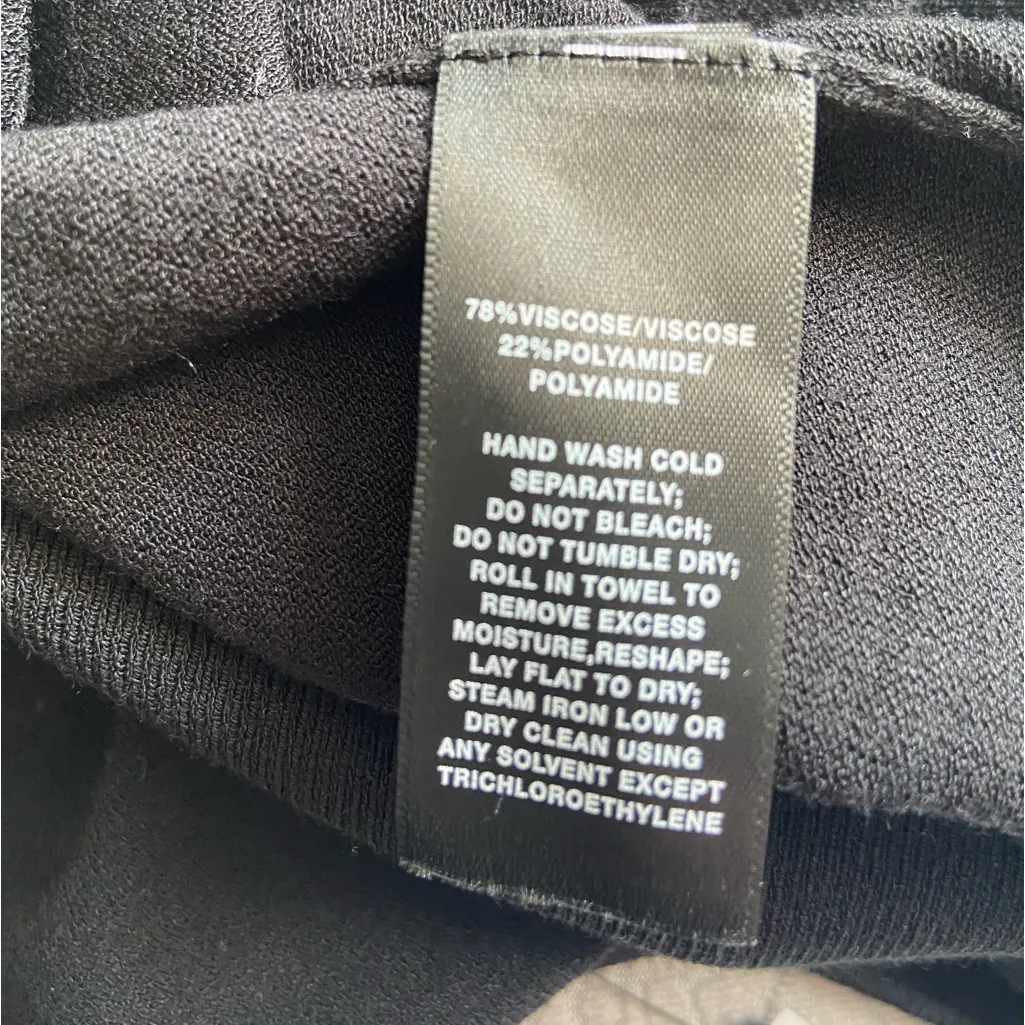 78%VISCOSE/VISCOSE
22%POLYAMIDE/
POLYAMIDE
HAND WASH COLD
SEPARATELY;
DO NOT BLEACH;
DO NOT TUMBLE DRY;
ROLL IN TOWEL TO
REMOVE EXCESS
MOISTURE,RESHAPE;
LAY FLAT TO DRY;
STEAM IRON LOW OR
DRY CLEAN USING
ANY SOLVENT EXCEPT
TRICHLOROETHYLENE